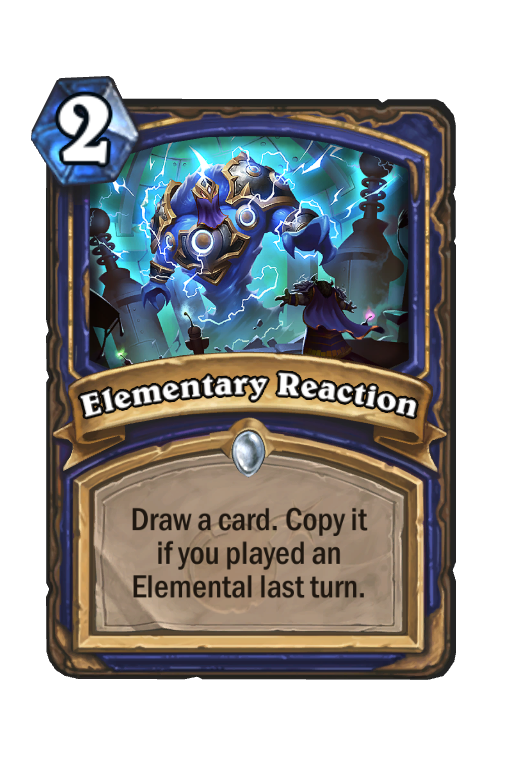 2
Elementary Reaction
Draw a card. Copy it
if you played an
Elemental last turn.